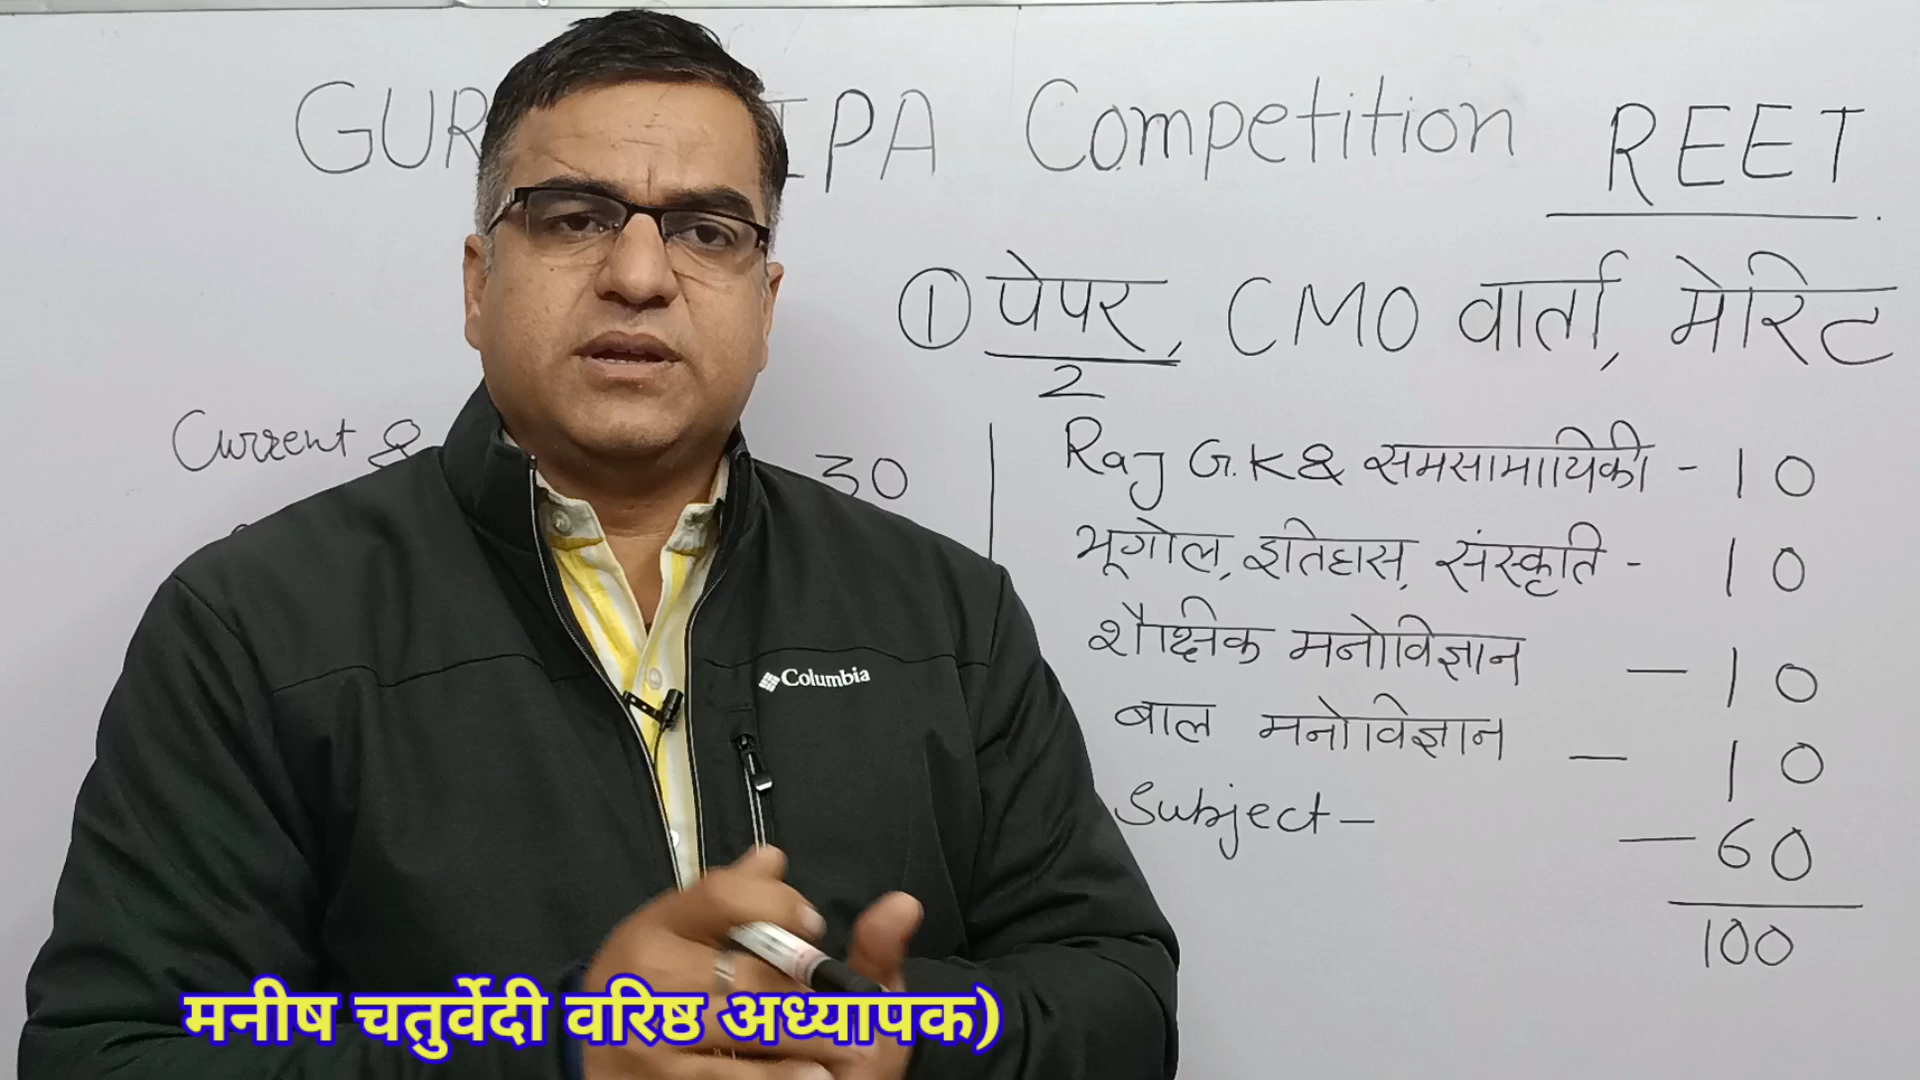 GUR IPA Competition REET
① पेपर, CMO वार्ता, मेरिट
2
Current & 30
Raj G.K & समसामायिकी - 10
भूगोल, इतिहास, संस्कृति - 10
शैक्षिक मनोविज्ञान - 10
बाल मनोविज्ञान - 10
Subject - - 60
100
Columbia
मनीष चतुर्वेदी वरिष्ठ अध्यापक)